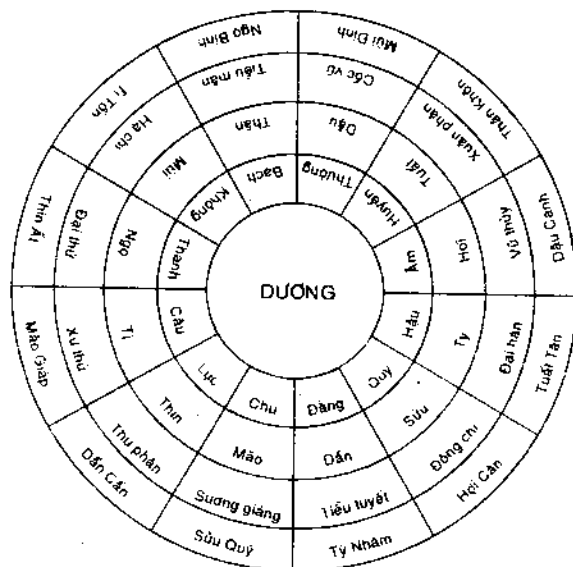 DƯƠNG
Ngọ Bính
Mùi Đinh
Thân Khôn
Dậu Canh
Tuất Tân
Hợi Càn
Tý Nhâm
Sửu Quý
Dần Cấn
Mão Giáp
Thìn Ất
Tị Tốn
Tiểu mãn
Cốc vũ
Xuân phân
Vũ thủy
Đại hàn
Đông chí
Tiểu tuyết
Sương giáng
Thu phân
Xử thử
Đại thử
Hạ chí
Thân
Dậu
Tuất
Hợi
Tý
Sửu
Dần
Mão
Thìn
Tị
Ngọ
Mùi
Bạch
Thường
Huyền
Âm
Hậu
Quý
Đằng
Chu
Lục
Câu
Thanh
Không